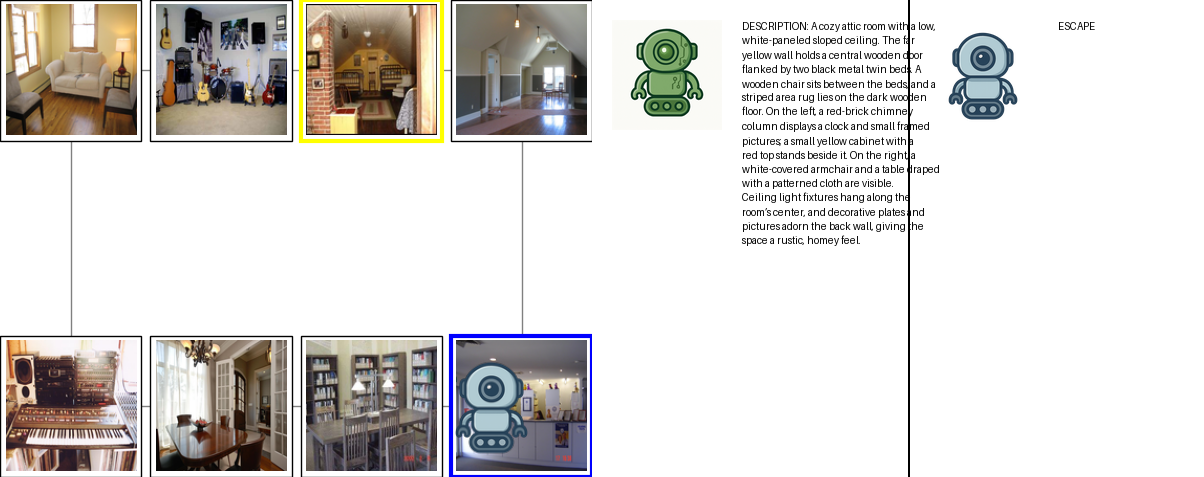 DESCRIPTION: A cozy attic room with a low,
white-paneled sloped ceiling. The far
yellow wall holds a central wooden door
flanked by two black metal twin beds. A
wooden chair sits between the beds, and a
striped area rug lies on the dark wooden
floor. On the left, a red-brick chimney
column displays a clock and small framed
pictures; a small yellow cabinet with a
red top stands beside it. On the right, a
white-covered armchair and a table draped
with a patterned cloth are visible.
Ceiling light fixtures hang along the
room's center, and decorative plates and
pictures adorn the back wall, giving the
space a rustic, homey feel.
ESCAPE